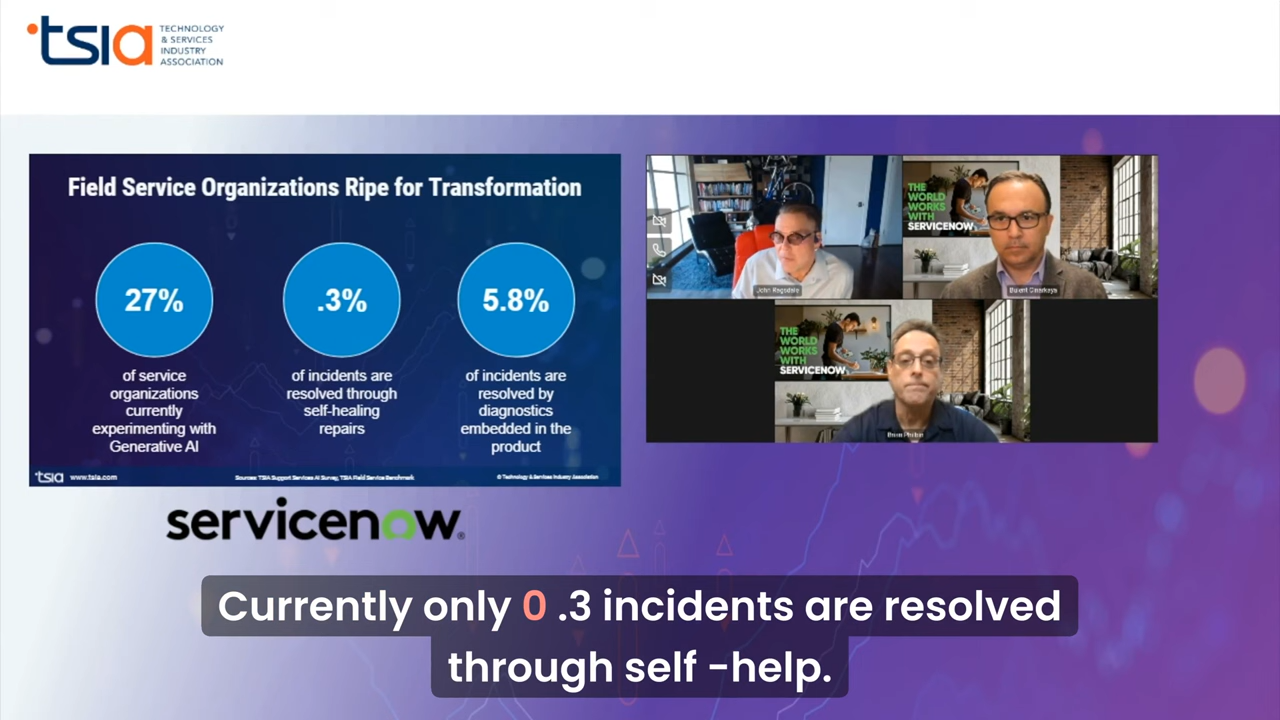 tsia
TECHNOLOGY
& SERVICES
INDUSTRY
ASSOCIATION
Field Service Organizations Ripe for Transformation
27%
of service
organizations
currently
experimenting with
Generative AI
.3%
of incidents are
resolved through
self-healing
repairs
5.8%
of incidents are
resolved by
diagnostics
embedded in the
product
tsia www.tsia.com
Sources: TSIA Support Services AI Survey, TSIA Field Service Benchmark
© Technology & Services Industry Association
John Ragsdale
THE
WORLD
WORKS
WITH
SERVICENOW
Bulent Cinarkaya
THE
WORLD
WORKS
WITH
SERVICENOW
servicenow®
Currently only 0 .3 incidents are resolved
through self -help.